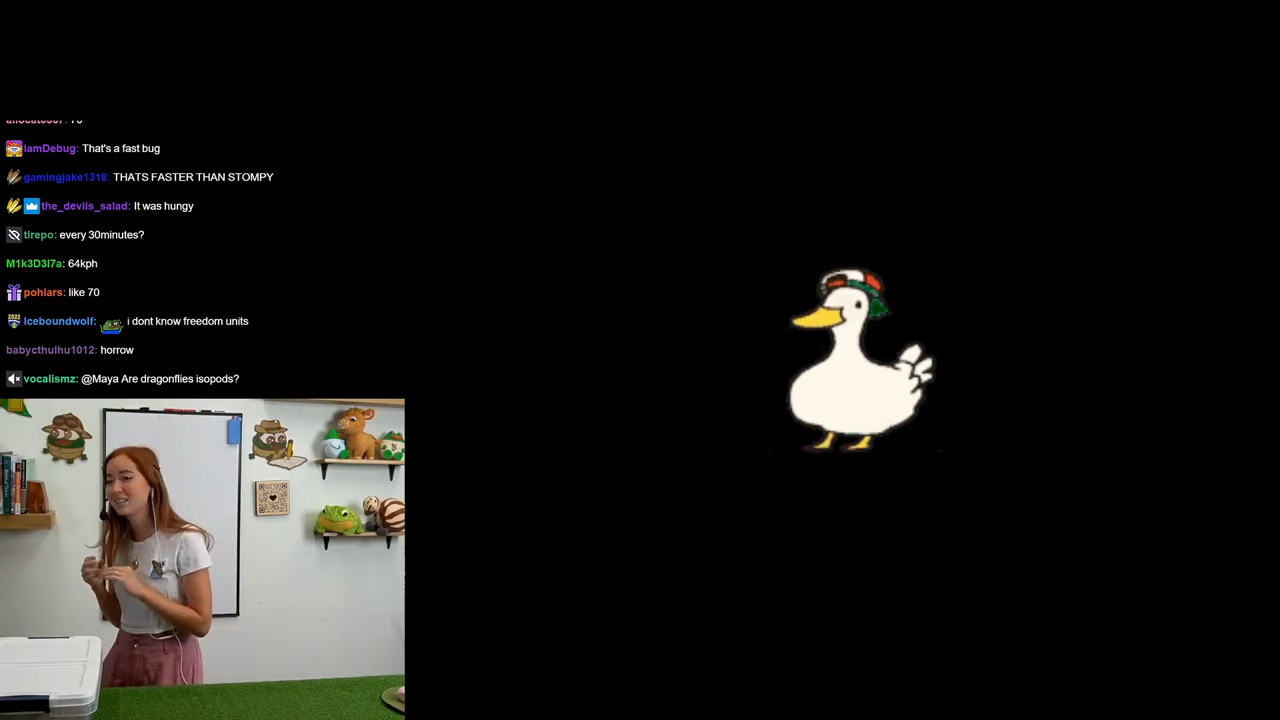 IamDebug: That's a fast bug
gamingjake1318: THATS FASTER THAN STOMPY
the_devils_salad: It was hungy
tirepo: every 30minutes?
M1k3D3l7a: 64kph
pohlars: like 70
Iceboundwolf: i dont know freedom units
babycthulhu1012: horrow
vocalismz: @Maya Are dragonflies isopods?